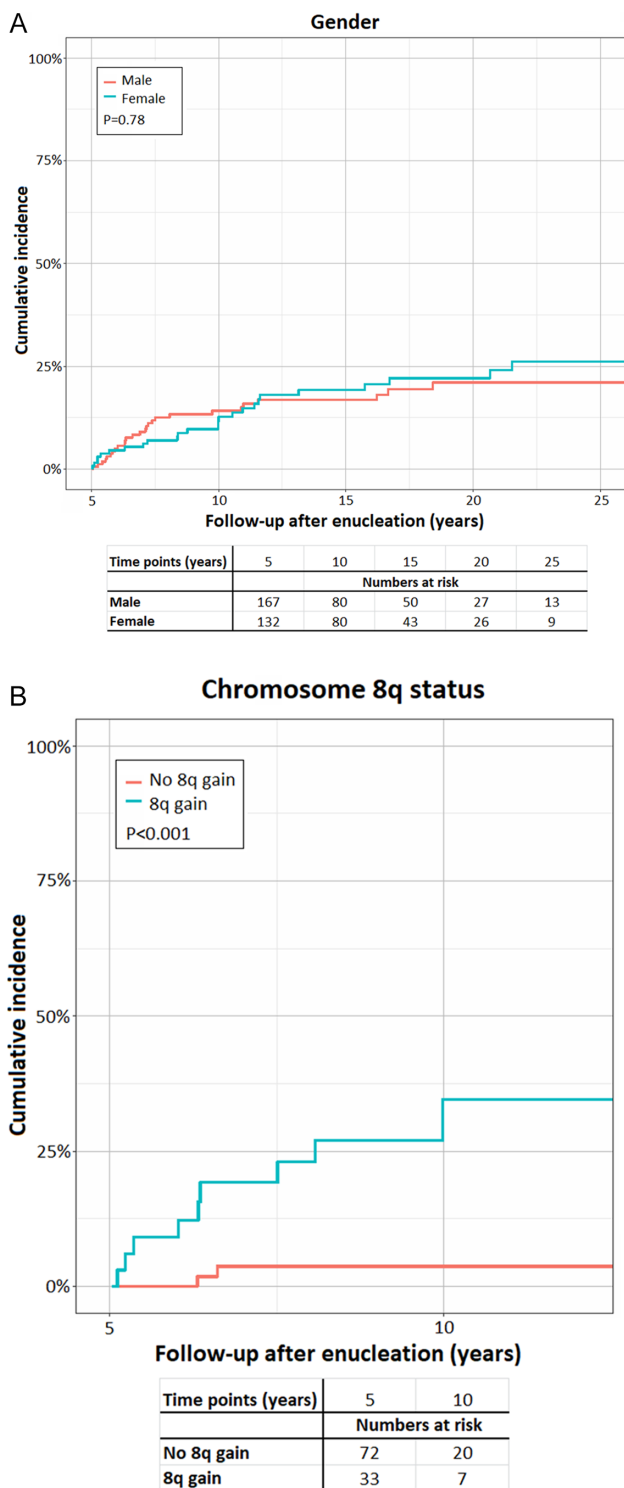 A
Gender
100%
75%
50%
25%
0%
Cumulative incidence
Male
Female
P=0.78
5 10 15 20 25
Follow-up after enucleation (years)
Time points (years) 5 10 15 20 25
Numbers at risk
Male 167 80 50 27 13
Female 132 80 43 26 9
B
Chromosome 8q status
100%
75%
50%
25%
0%
Cumulative incidence
No 8q gain
8q gain
P<0.001
5 10
Follow-up after enucleation (years)
Time points (years) 5 10
Numbers at risk
No 8q gain 72 20
8q gain 33 7